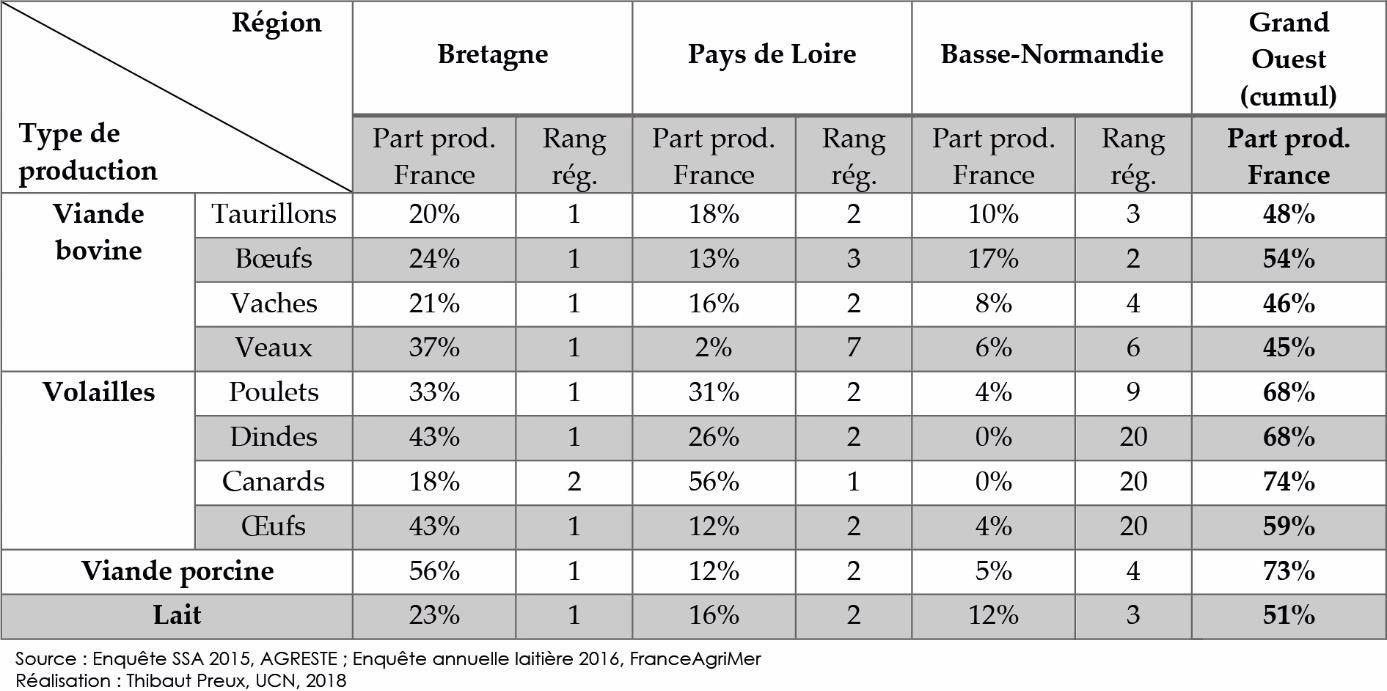 Région
Type de
production
Bretagne
Pays de Loire
Basse-Normandie
Grand
Ouest
(cumul)
Part prod.
France
Rang
rég.
Part prod.
France
Rang
rég.
Part prod.
France
Rang
rég.
Part prod.
France
Viande
bovine
Taurillons 20% 1 18% 2 10% 3 48%
Bœufs 24% 1 13% 3 17% 2 54%
Vaches 21% 1 16% 2 8% 4 46%
Veaux 37% 1 2% 7 6% 6 45%
Volailles
Poulets 33% 1 31% 2 4% 9 68%
Dindes 43% 1 26% 2 0% 20 68%
Canards 18% 2 56% 1 0% 20 74%
Œufs 43% 1 12% 2 4% 20 59%
Viande porcine 56% 1 12% 2 5% 4 73%
Lait 23% 1 16% 2 12% 3 51%
Source : Enquête SSA 2015, AGRESTE ; Enquête annuelle laitière 2016, FranceAgriMer
Réalisation : Thibaut Preux, UCN, 2018